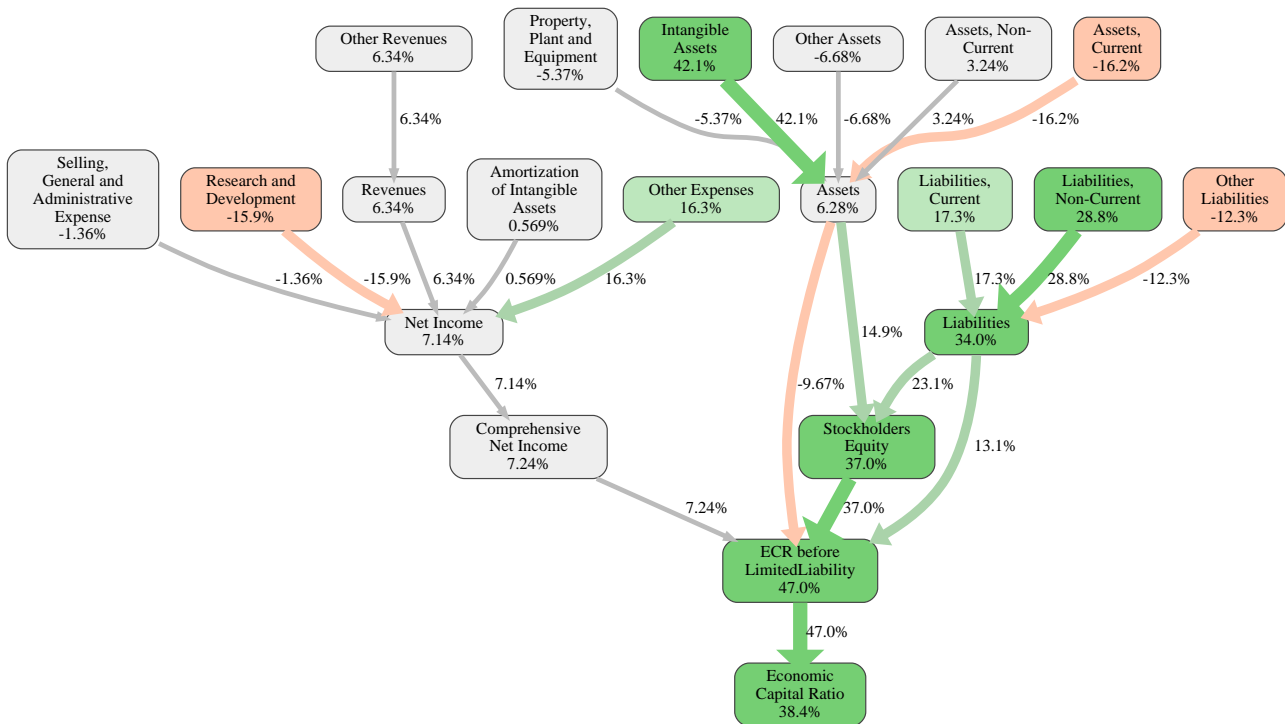 Other Revenues
6.34%
Property,
Plant and
Equipment
-5.37%
Intangible
Assets
42.1%
Other Assets
-6.68%
Assets, Non-
Current
3.24%
Assets,
Current
-16.2%
6.34%
-5.37%
42.1%
-6.68%
3.24%
-16.2%
Selling,
General and
Administrative
Expense
-1.36%
Research and
Development
-15.9%
Revenues
6.34%
Amortization
of Intangible
Assets
0.569%
Other Expenses
16.3%
Assets
6.28%
Liabilities,
Current
17.3%
Liabilities,
Non-Current
28.8%
Other
Liabilities
-12.3%
-1.36%
-15.9%
6.34%
0.569%
16.3%
17.3%
28.8%
-12.3%
Net Income
7.14%
14.9%
Liabilities
34.0%
7.14%
-9.67%
23.1%
13.1%
Comprehensive
Net Income
7.24%
Stockholders
Equity
37.0%
7.24%
37.0%
ECR before
LimitedLiability
47.0%
47.0%
Economic
Capital Ratio
38.4%